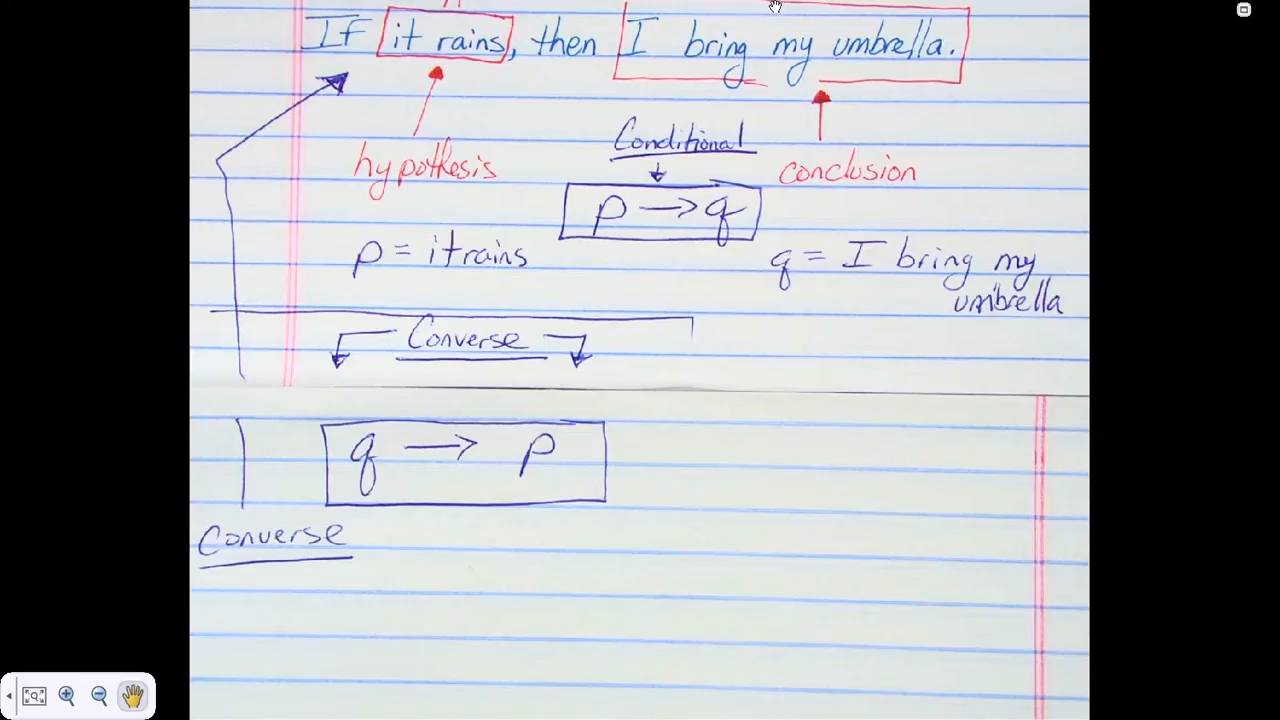 If it rains, then I bring my umbrella.
Conditional
hypothesis
conclusion
p → q
p = it rains
q = I bring my
umbrella
Converse
q → p
Converse